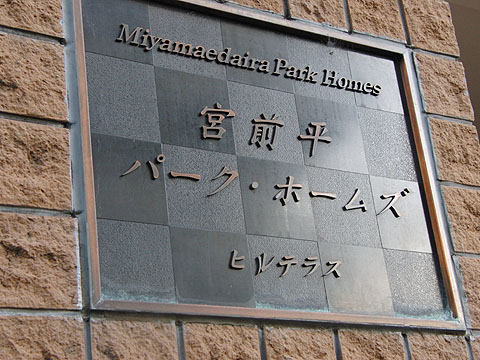 Miyamaedaira Park Homes
宮前平
パーク・ホームズ
ヒルテラス